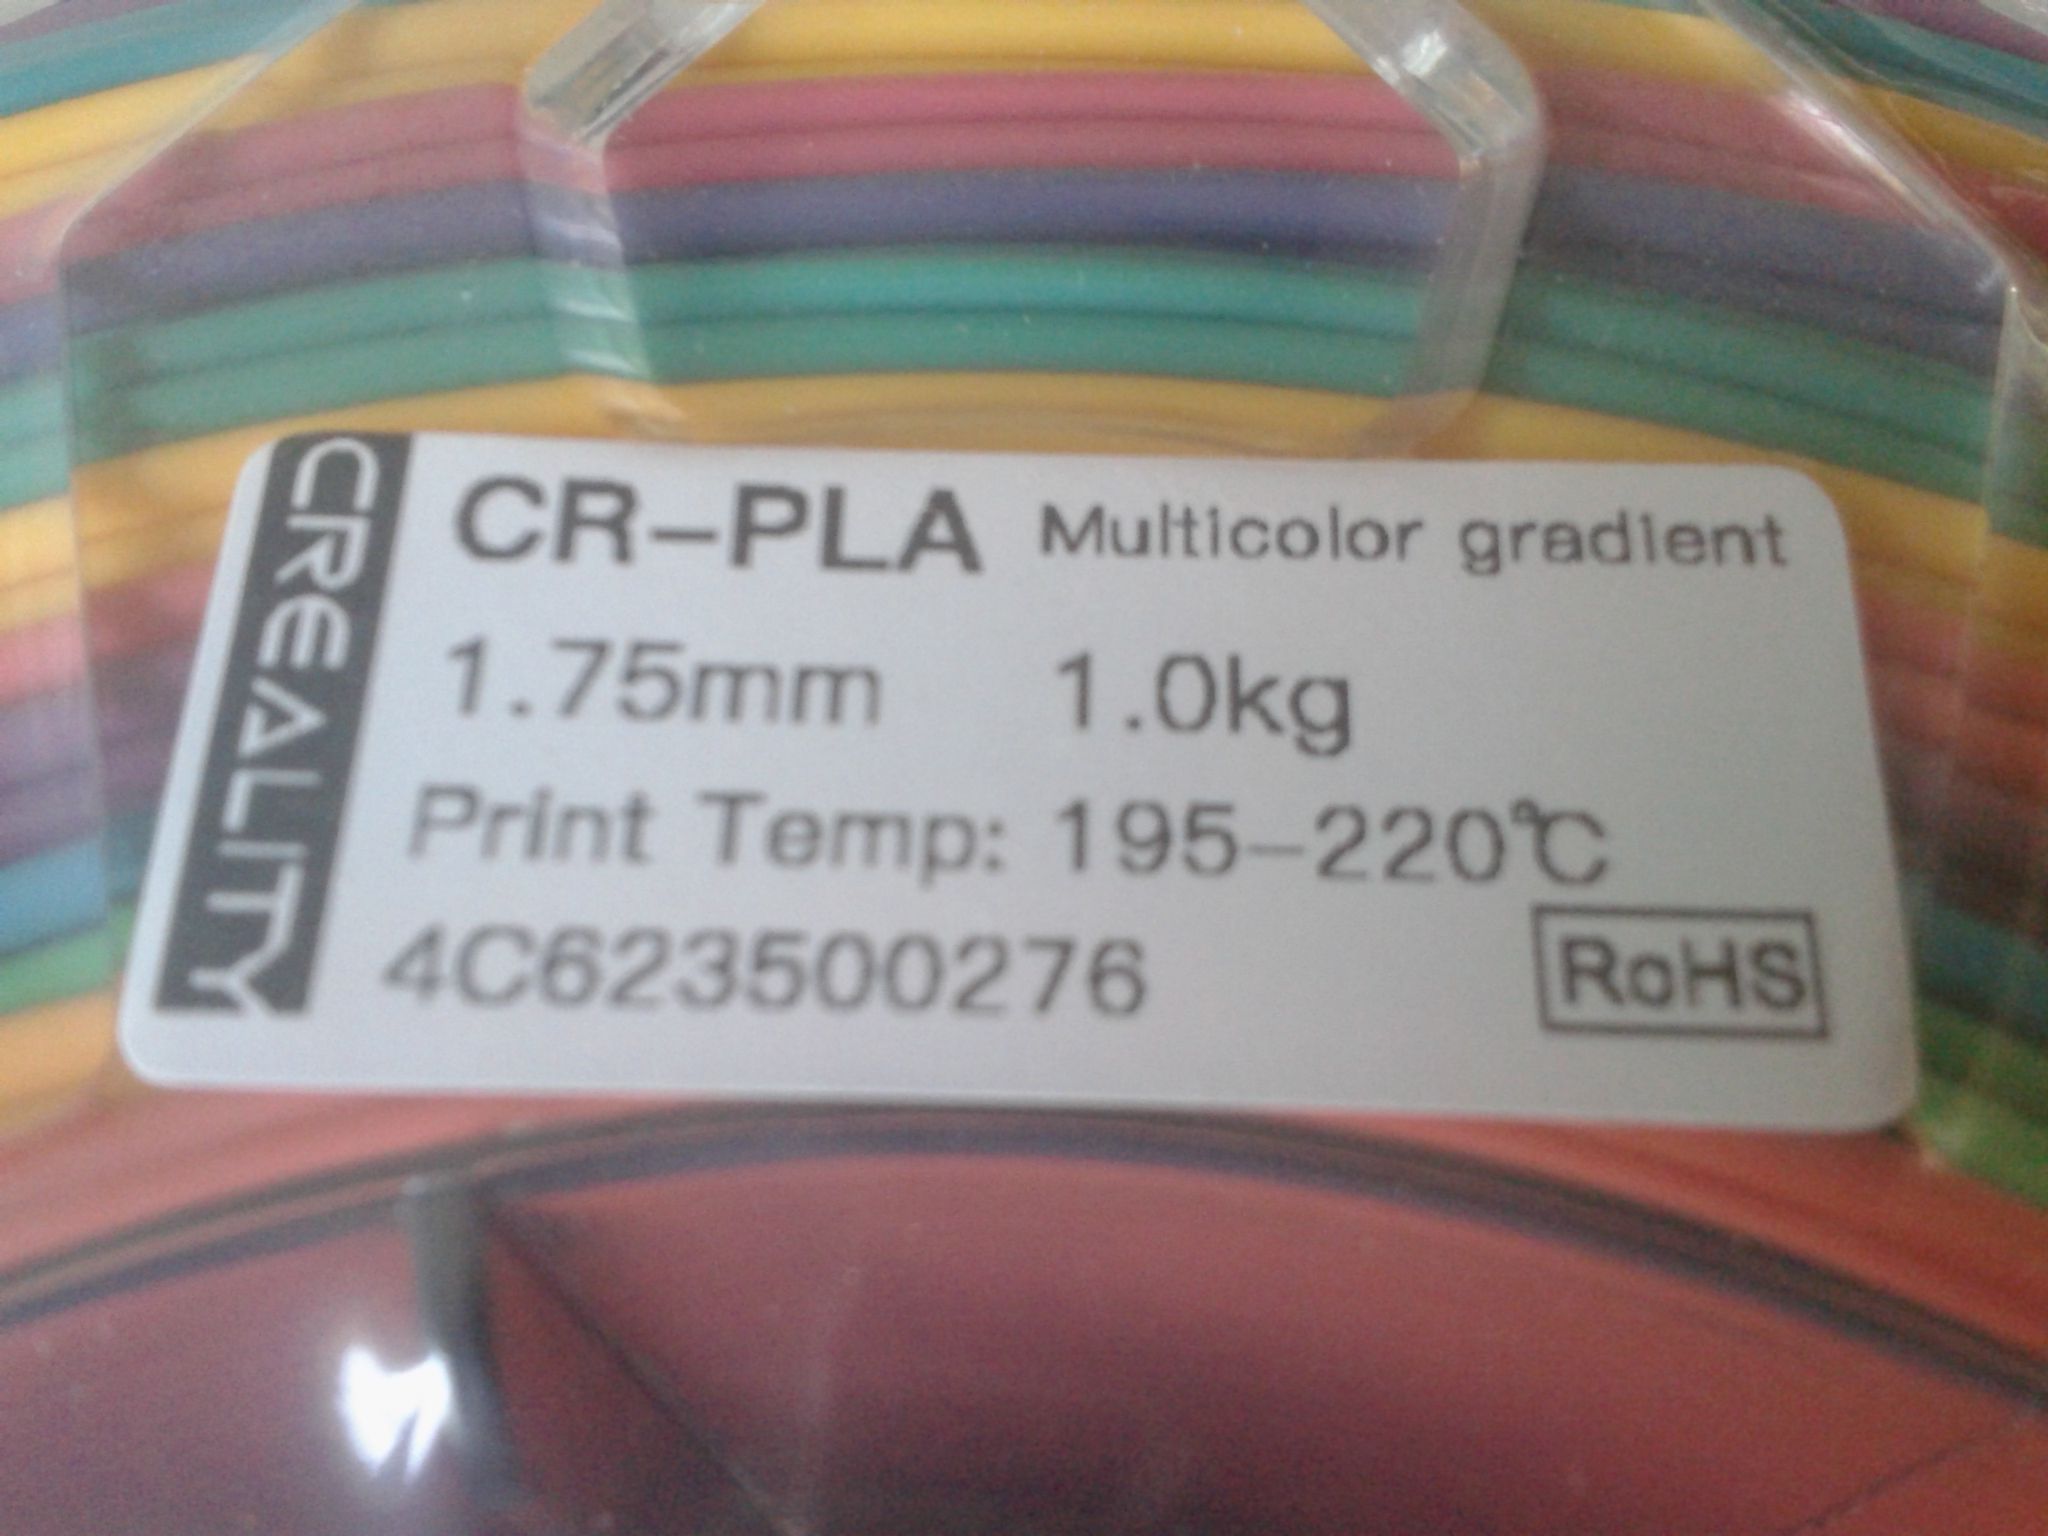 CREALITY
CR-PLA Multicolor gradient
1.75mm 1.0kg
Print Temp: 195-220℃
4C623500276
RoHS